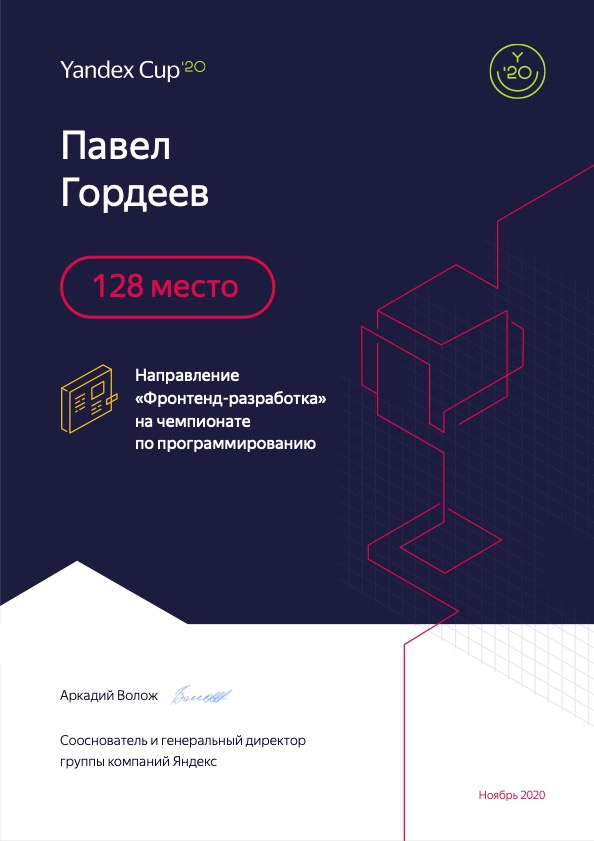 Yandex Cup '20
Y
'20
Павел
Гордеев
128 место
Направление
«Фронтенд-разработка»
на чемпионате
по программированию
Аркадий Волож
Сооснователь и генеральный директор
группы компаний Яндекс
Ноябрь 2020